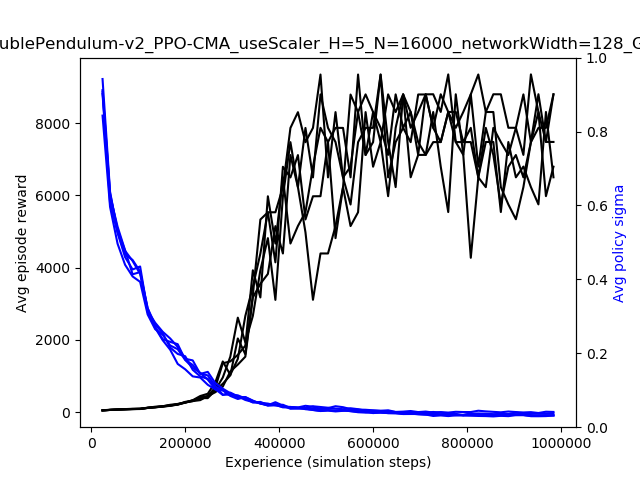 ublePendulum-v2_PPO-CMA_useScaler_H=5_N=16000_networkWidth=128_G
1.0
8000
0.8
6000
0.6
4000
0.4
2000
0.2
0
0.0
Avg episode reward
Avg policy sigma
0 200000 400000 600000 800000 1000000
Experience (simulation steps)